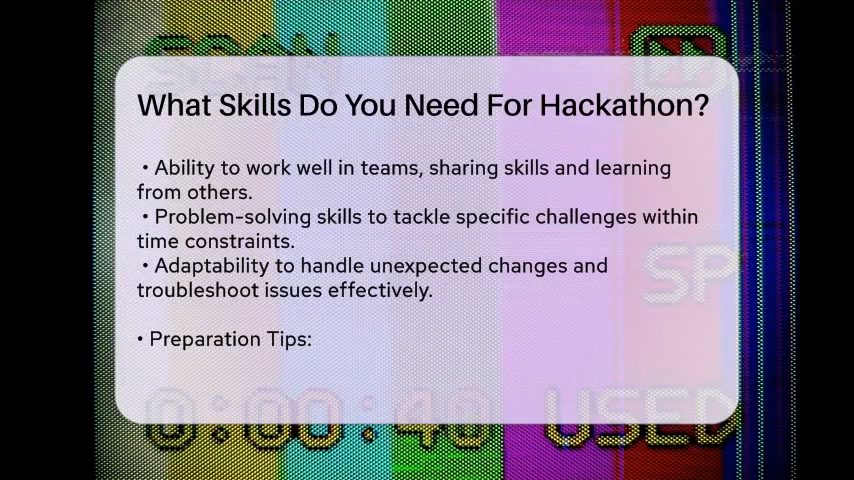 SCAN
What Skills Do You Need For Hackathon?
• Ability to work well in teams, sharing skills and learning
from others.
• Problem-solving skills to tackle specific challenges within
time constraints.
• Adaptability to handle unexpected changes and
troubleshoot issues effectively.
SP
• Preparation Tips:
0:00:40 USED